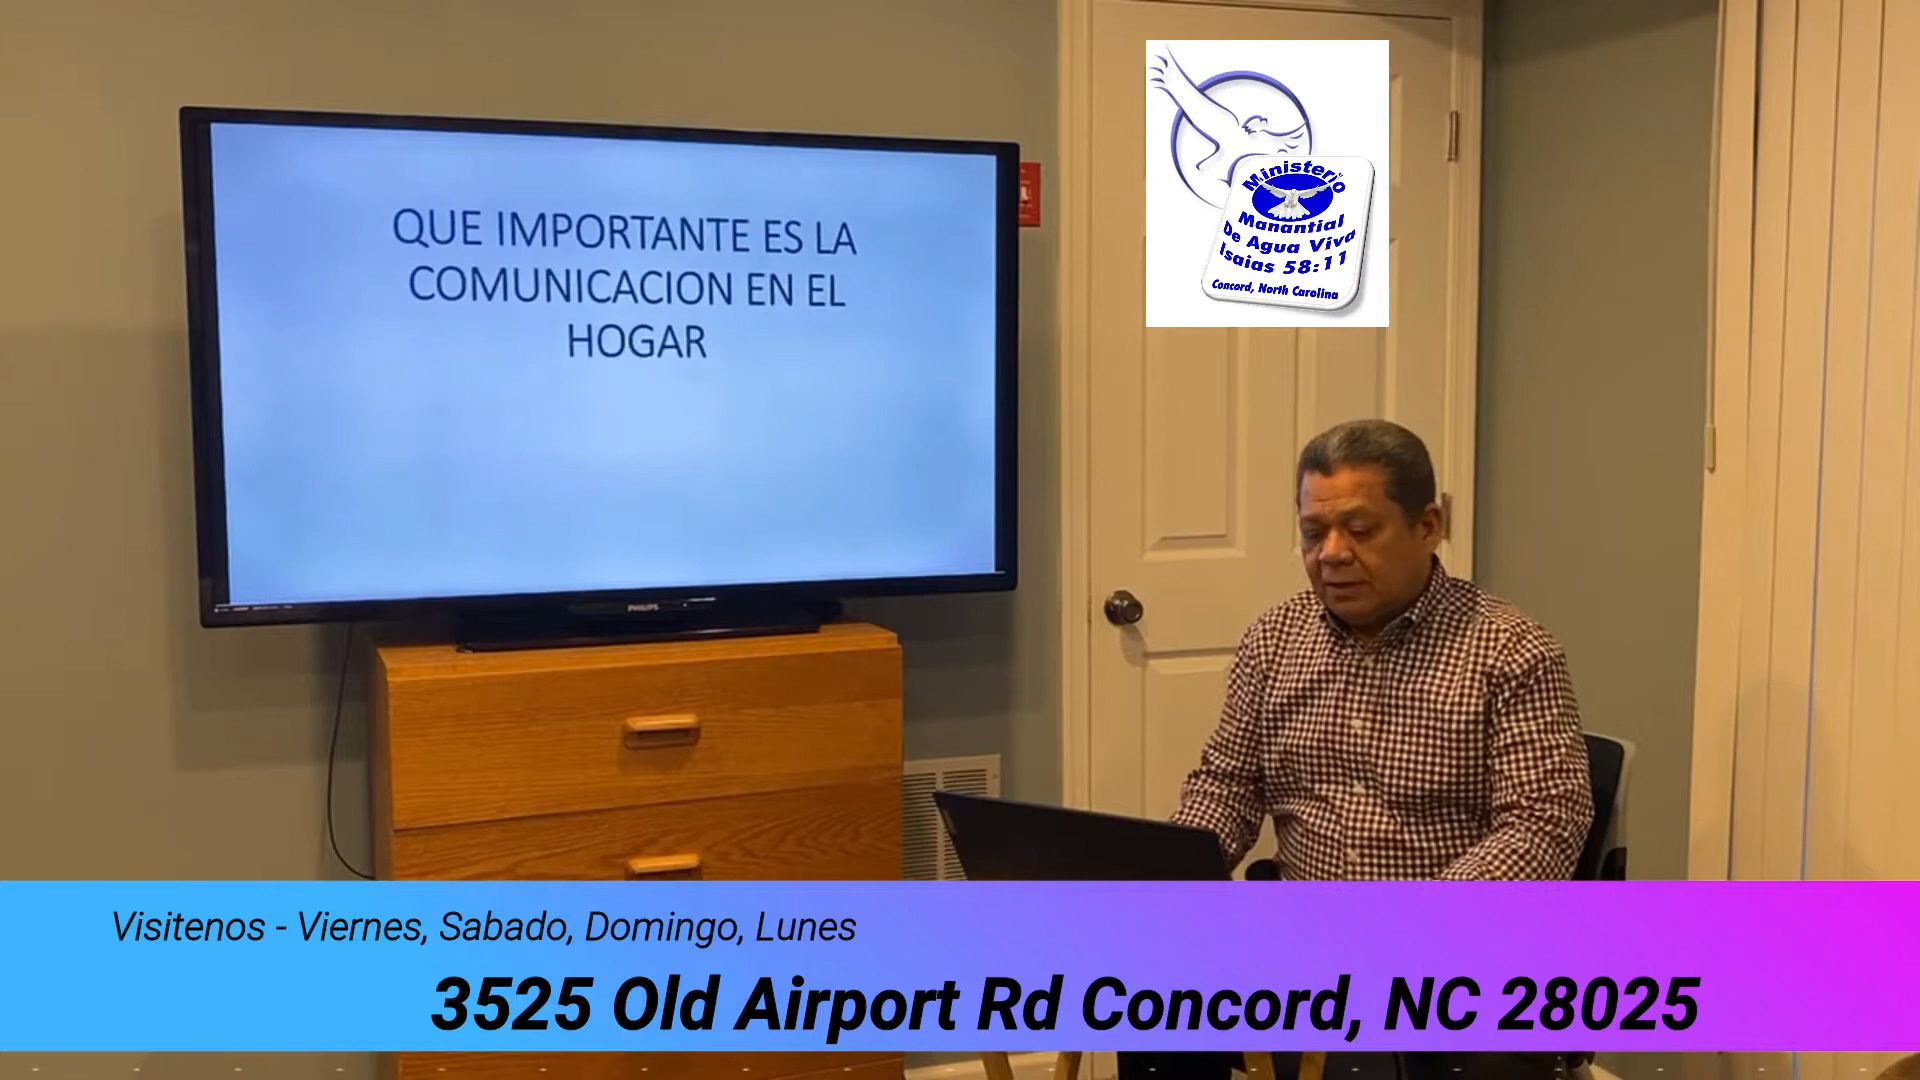 QUE IMPORTANTE ES LA
COMUNICACION EN EL
HOGAR
PHILIPS
Ministerio
Manantial
De Agua Viva
Isaias 58:11
Concord, North Carolina
Visitenos - Viernes, Sabado, Domingo, Lunes
3525 Old Airport Rd Concord, NC 28025